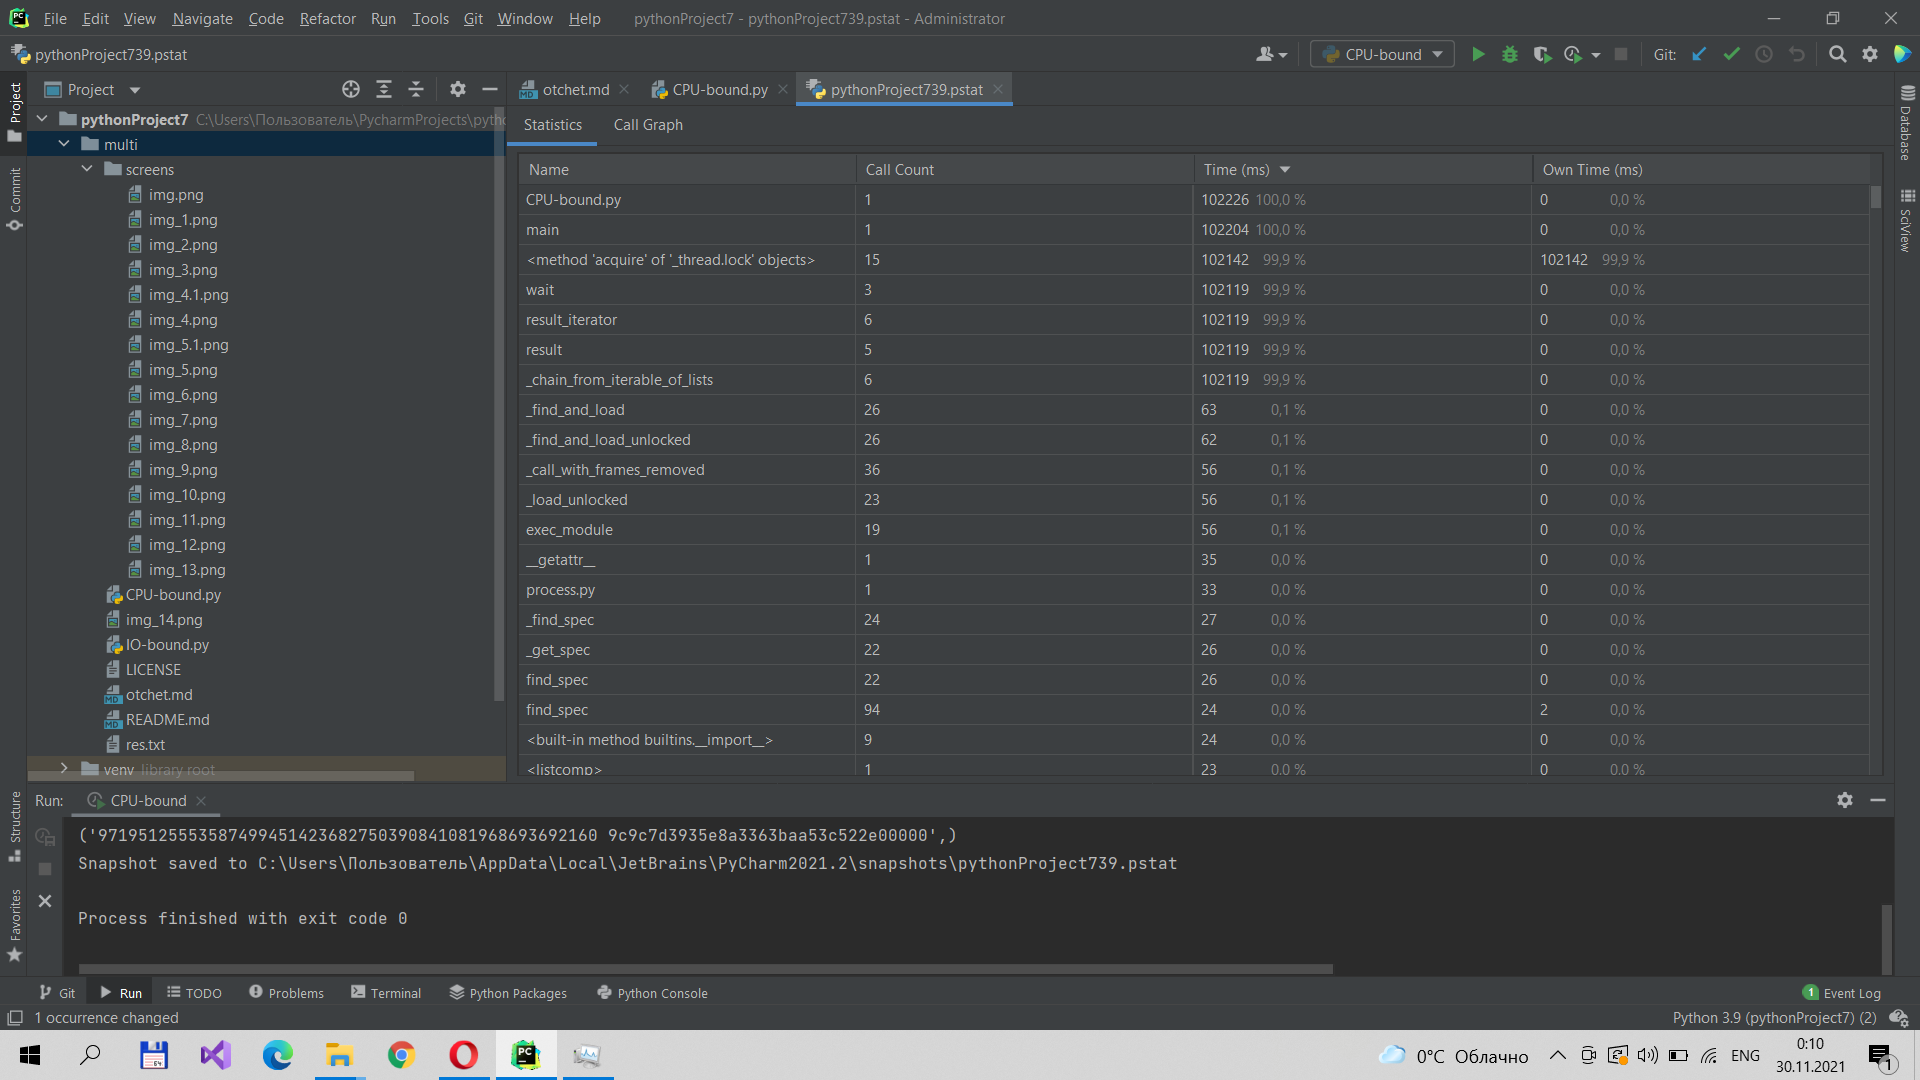 File Edit View Navigate Code Refactor Run Tools Git Window Help pythonProject7 - pythonProject739.pstat - Administrator
pythonProject739.pstat
CPU-bound
Git:
Project
otchet.md
CPU-bound.py
pythonProject739.pstat
pythonProject7 C:\Users\Пользователь\PycharmProjects\pytho
multi
screens
img.png
img_1.png
img_2.png
img_3.png
img_4.1.png
img_4.png
img_5.1.png
img_5.png
img_6.png
img_7.png
img_8.png
img_9.png
img_10.png
img_11.png
img_12.png
img_13.png
CPU-bound.py
img_14.png
IO-bound.py
LICENSE
otchet.md
README.md
res.txt
venv library root
Statistics Call Graph
Name Call Count Time (ms) Own Time (ms)
CPU-bound.py 1 102226 100,0 % 0 0,0 %
main 1 102204 100,0 % 0 0,0 %
<method 'acquire' of '_thread.lock' objects> 15 102142 99,9 % 102142 99,9 %
wait 3 102119 99,9 % 0 0,0 %
result_iterator 6 102119 99,9 % 0 0,0 %
result 5 102119 99,9 % 0 0,0 %
_chain_from_iterable_of_lists 6 102119 99,9 % 0 0,0 %
_find_and_load 26 63 0,1 % 0 0,0 %
_find_and_load_unlocked 26 62 0,1 % 0 0,0 %
_call_with_frames_removed 36 56 0,1 % 0 0,0 %
_load_unlocked 23 56 0,1 % 0 0,0 %
exec_module 19 56 0,1 % 0 0,0 %
__getattr__ 1 35 0,0 % 0 0,0 %
process.py 1 33 0,0 % 0 0,0 %
_find_spec 24 27 0,0 % 0 0,0 %
_get_spec 22 26 0,0 % 0 0,0 %
find_spec 22 26 0,0 % 0 0,0 %
find_spec 94 24 0,0 % 2 0,0 %
<built-in method builtins.__import__> 9 24 0,0 % 0 0,0 %
<listcomp> 1 23 0,0 % 0 0,0 %
Project
Commit
Structure
Favorites
Database
SciView
Run: CPU-bound
('9719512555358749945142368275039084108196869369​2160 9c9c7d3935e8a3363baa53c522e00000',)
Snapshot saved to C:\Users\Пользователь\AppData\Local\JetBrains\PyCharm2021.2\snapshots\pythonProject739.pstat
Process finished with exit code 0
Git Run TODO Problems Terminal Python Packages Python Console 1 Event Log
1 occurrence changed Python 3.9 (pythonProject7) (2)
0°C Облачно ENG
0:10
30.11.2021
1